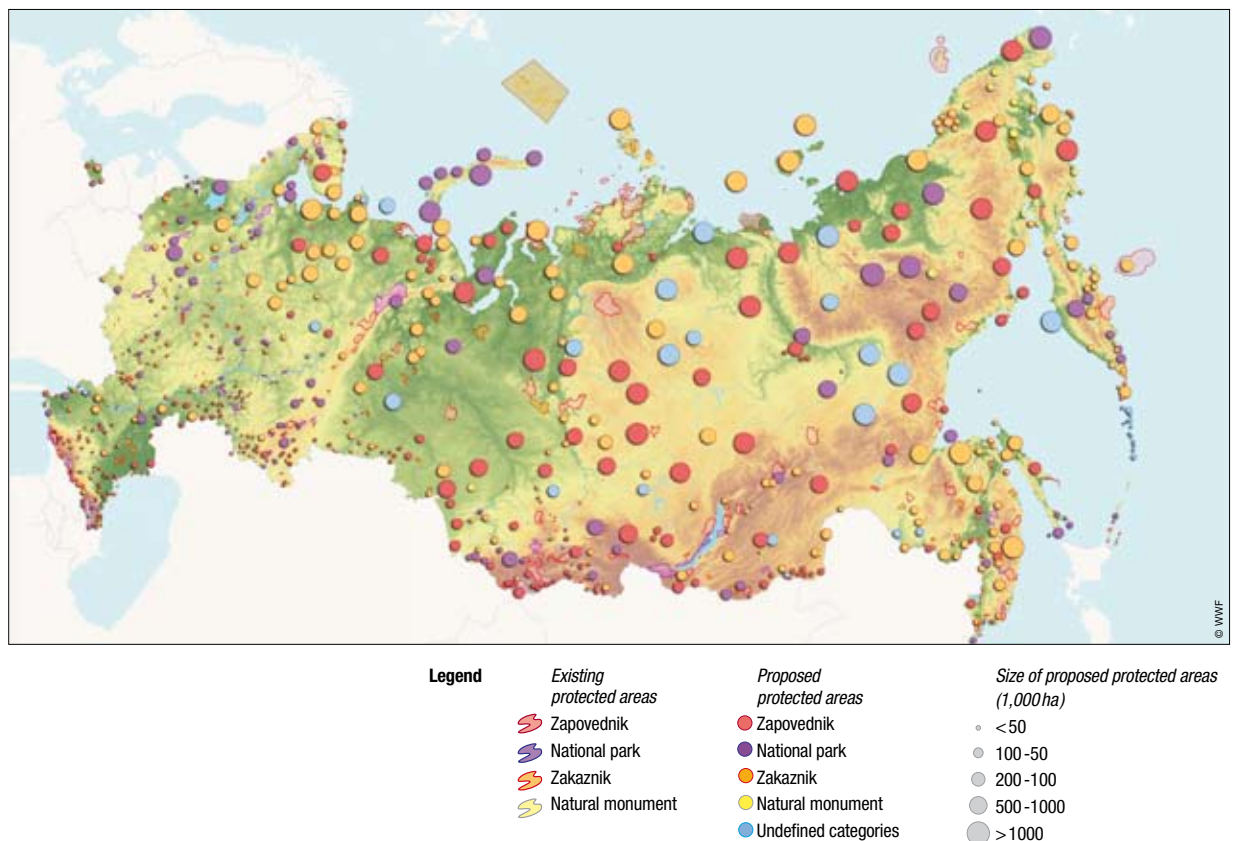 © WWF
Legend
Existing
protected areas
Zapovednik
National park
Zakaznik
Natural monument
Proposed
protected areas
Zapovednik
National park
Zakaznik
Natural monument
Undefined categories
Size of proposed protected areas
(1,000 ha)
<50
100-50
200-100
500-1000
>1000